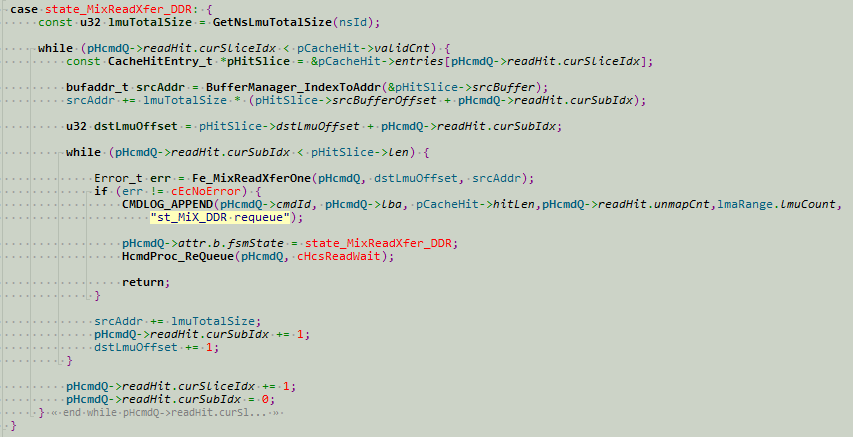 case state_MixReadXfer_DDR: {
const u32 lmuTotalSize = GetNsLmuTotalSize(nsId);
while (pHcmdQ->readHit.curSliceIdx < pCacheHit->validCnt) {
const CacheHitEntry_t *pHitSlice = &pCacheHit->entries[pHcmdQ->readHit.curSliceIdx];
bufaddr_t srcAddr = BufferManager_IndexToAddr(&pHitSlice->srcBuffer);
srcAddr += lmuTotalSize * (pHitSlice->srcBufferOffset + pHcmdQ->readHit.curSubIdx);
u32 dstLmuOffset = pHitSlice->dstLmuOffset + pHcmdQ->readHit.curSubIdx;
while (pHcmdQ->readHit.curSubIdx < pHitSlice->len) {
Error_t err = Fe_MixReadXferOne(pHcmdQ, dstLmuOffset, srcAddr);
if (err != cEcNoError) {
CMDLOG_APPEND(pHcmdQ->cmdId, pHcmdQ->lba, pCacheHit->hitLen,pHcmdQ->readHit.unmapCnt,lmaRange.lmuCount,
"st_MiX_DDR requeue");
pHcmdQ->attr.b.fsmState = state_MixReadXfer_DDR;
HcmdProc_ReQueue(pHcmdQ, cHcsReadWait);
return;
}
srcAddr += lmuTotalSize;
pHcmdQ->readHit.curSubIdx += 1;
dstLmuOffset += 1;
}
pHcmdQ->readHit.curSliceIdx += 1;
pHcmdQ->readHit.curSubIdx = 0;
} « end while pHcmdQ->readHit.curSl... »
}